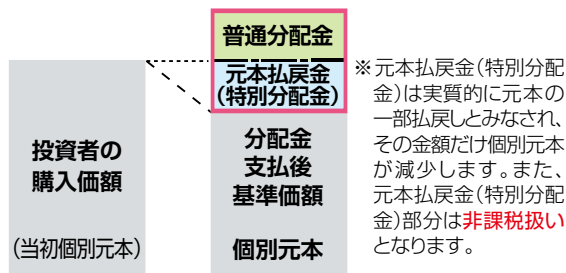 投資者の
購入価額
(当初個別元本)
普通分配金
元本払戻金
(特別分配金)
分配金
支払後
基準価額
個別元本
※元本払戻金(特別分配
金)は実質的に元本の
一部払戻しとみなされ、
その金額だけ個別元本
が減少します。また、
元本払戻金(特別分配
金)部分は非課税扱い
となります。